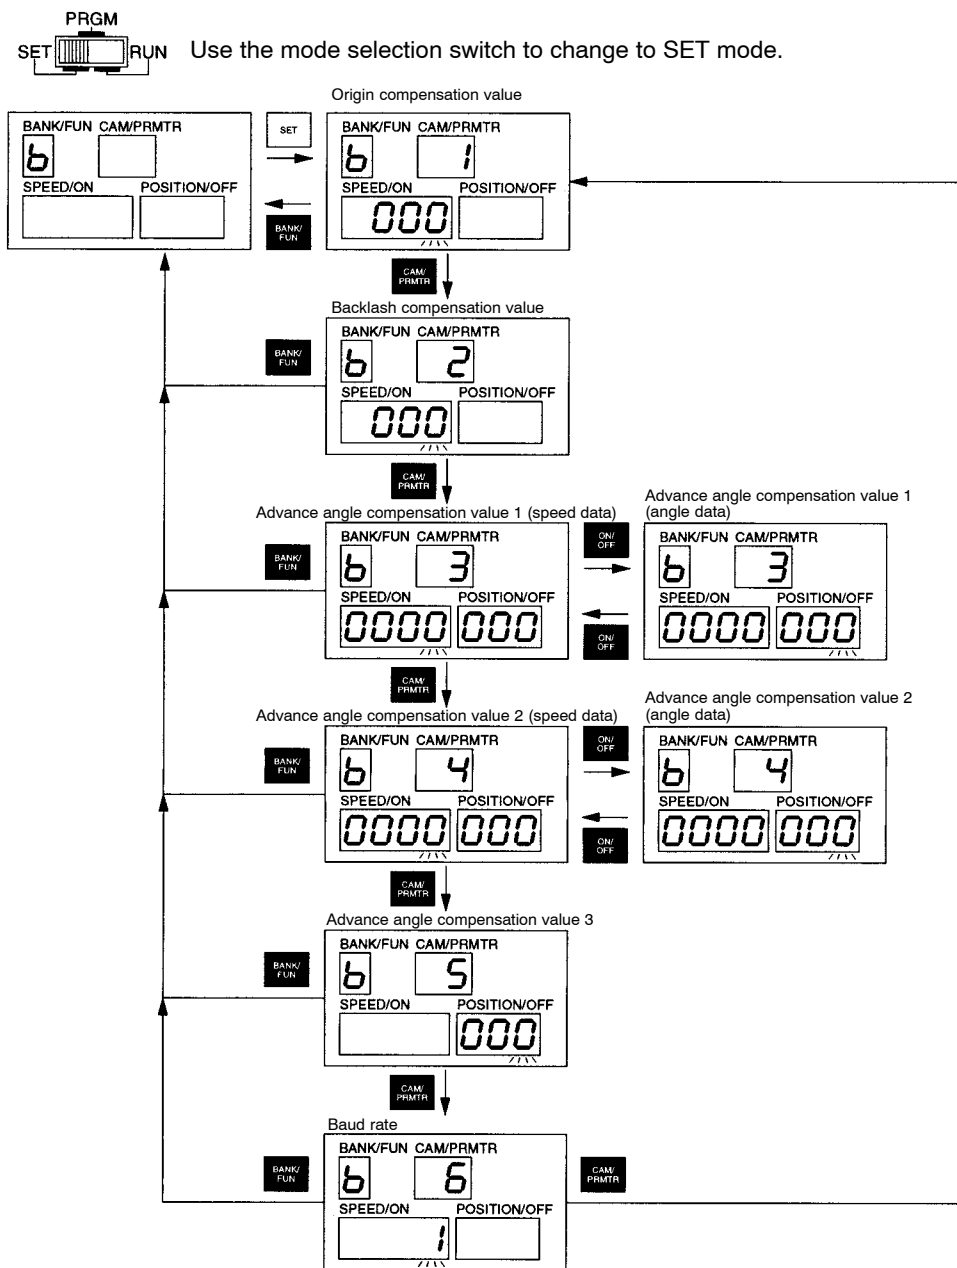 PRGM
SET RUN Use the mode selection switch to change to SET mode.
Origin compensation value
BANK/FUN CAM/PRMTR
b
SPEED/ON POSITION/OFF
SET
BANK/
FUN
BANK/FUN CAM/PRMTR
b 1
SPEED/ON POSITION/OFF
000
CAM/
PRMTR
Backlash compensation value
BANK/
FUN
BANK/FUN CAM/PRMTR
b 2
SPEED/ON POSITION/OFF
000
CAM/
PRMTR
Advance angle compensation value 1 (speed data)
BANK/
FUN
BANK/FUN CAM/PRMTR
b 3
SPEED/ON POSITION/OFF
0000 000
ON/
OFF
ON/
OFF
Advance angle compensation value 1
(angle data)
BANK/FUN CAM/PRMTR
b 3
SPEED/ON POSITION/OFF
0000 000
CAM/
PRMTR
Advance angle compensation value 2 (speed data)
BANK/
FUN
BANK/FUN CAM/PRMTR
b 4
SPEED/ON POSITION/OFF
0000 000
ON/
OFF
ON/
OFF
Advance angle compensation value 2
(angle data)
BANK/FUN CAM/PRMTR
b 4
SPEED/ON POSITION/OFF
0000 000
CAM/
PRMTR
Advance angle compensation value 3
BANK/
FUN
BANK/FUN CAM/PRMTR
b 5
SPEED/ON POSITION/OFF
000
CAM/
PRMTR
Baud rate
BANK/
FUN
BANK/FUN CAM/PRMTR
b 6
SPEED/ON POSITION/OFF
1
CAM/
PRMTR